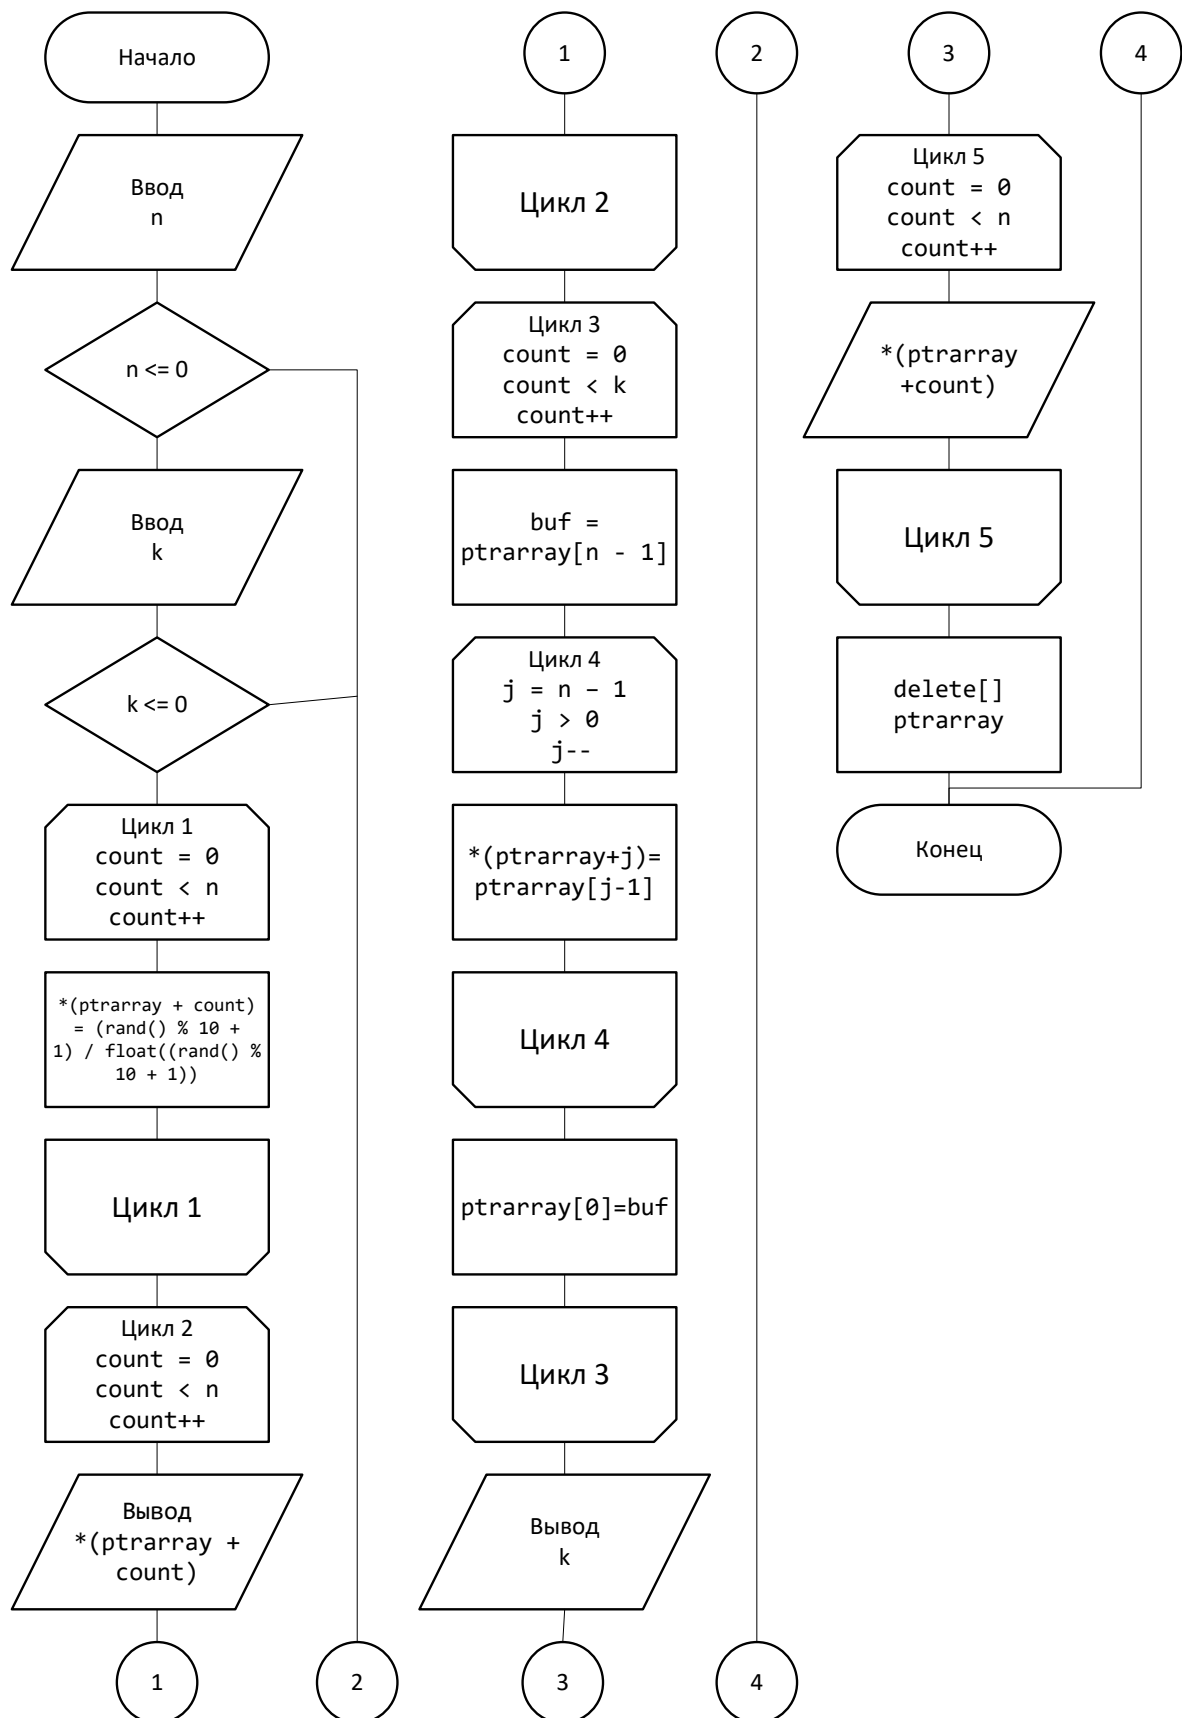 Начало
Ввод
n
n <= 0
Ввод
k
k <= 0
Цикл 1
count = 0
count < n
count++
*(ptrarray + count)
= (rand() % 10 +
1) / float((rand() %
10 + 1))
Цикл 1
Цикл 2
count = 0
count < n
count++
Вывод
*(ptrarray +
count)
1
2
1
Цикл 2
Цикл 3
count = 0
count < k
count++
buf =
ptrarray[n - 1]
Цикл 4
j = n – 1
j > 0
j--
*(ptrarray+j)=
ptrarray[j-1]
Цикл 4
ptrarray[0]=buf
Цикл 3
Вывод
k
3
2
4
3
Цикл 5
count = 0
count < n
count++
*(ptrarray
+count)
Цикл 5
delete[]
ptrarray
Конец
4